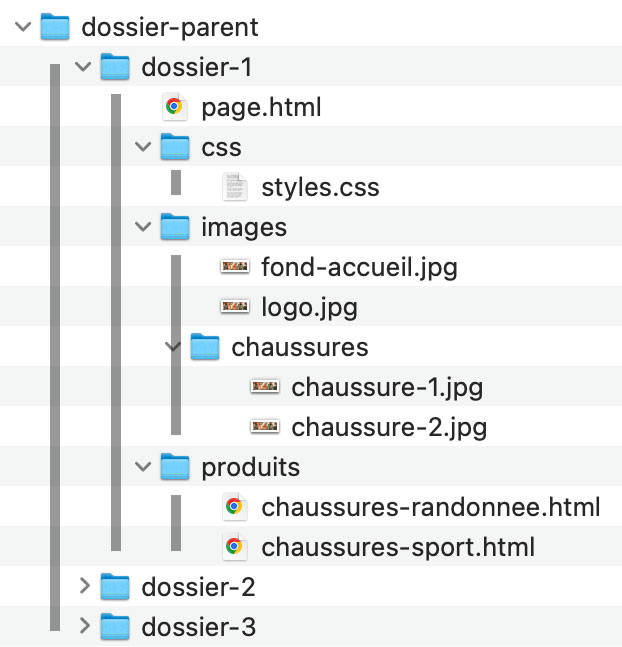 dossier-parent
dossier-1
page.html
css
styles.css
images
fond-accueil.jpg
logo.jpg
chaussures
chaussure-1.jpg
chaussure-2.jpg
produits
chaussures-randonnee.html
chaussures-sport.html
dossier-2
dossier-3